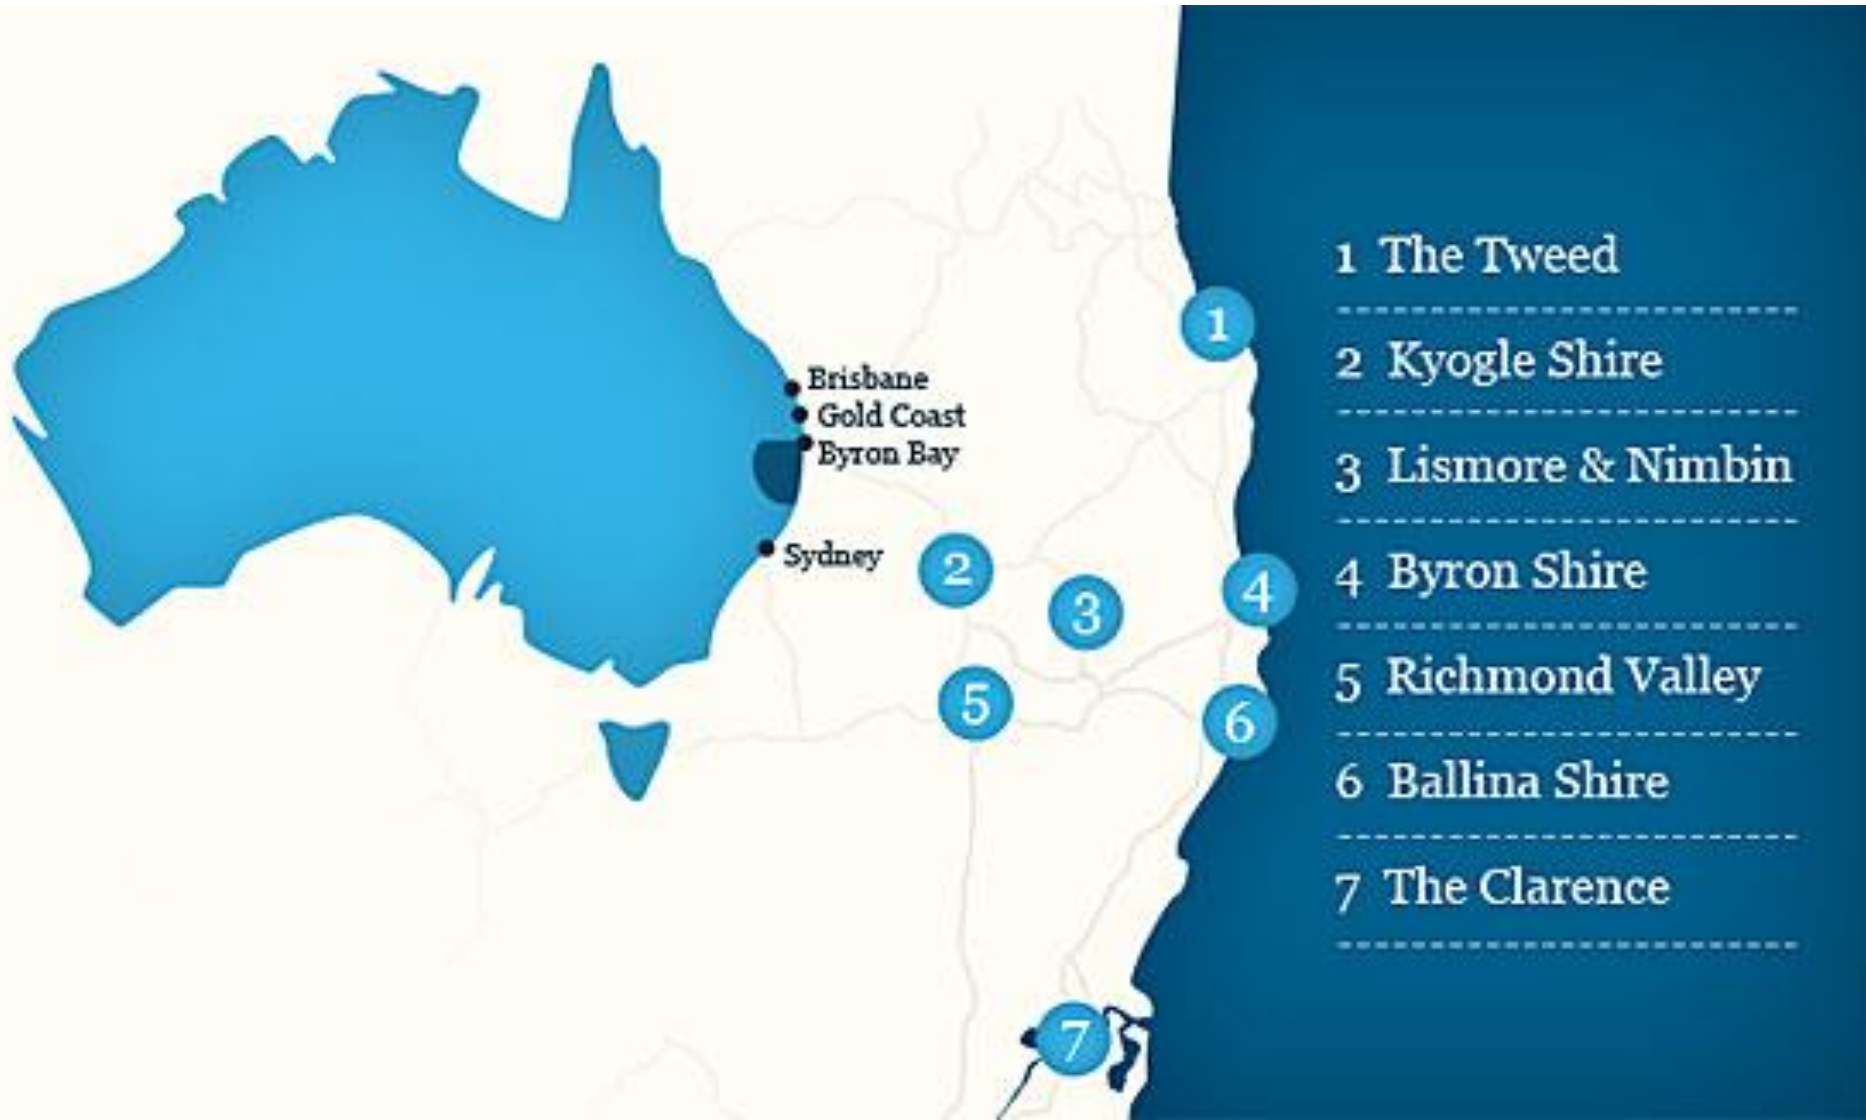 Brisbane
Gold Coast
Byron Bay
Sydney
1
2
3
4
5
6
7
1 The Tweed
2 Kyogle Shire
3 Lismore & Nimbin
4 Byron Shire
5 Richmond Valley
6 Ballina Shire
7 The Clarence